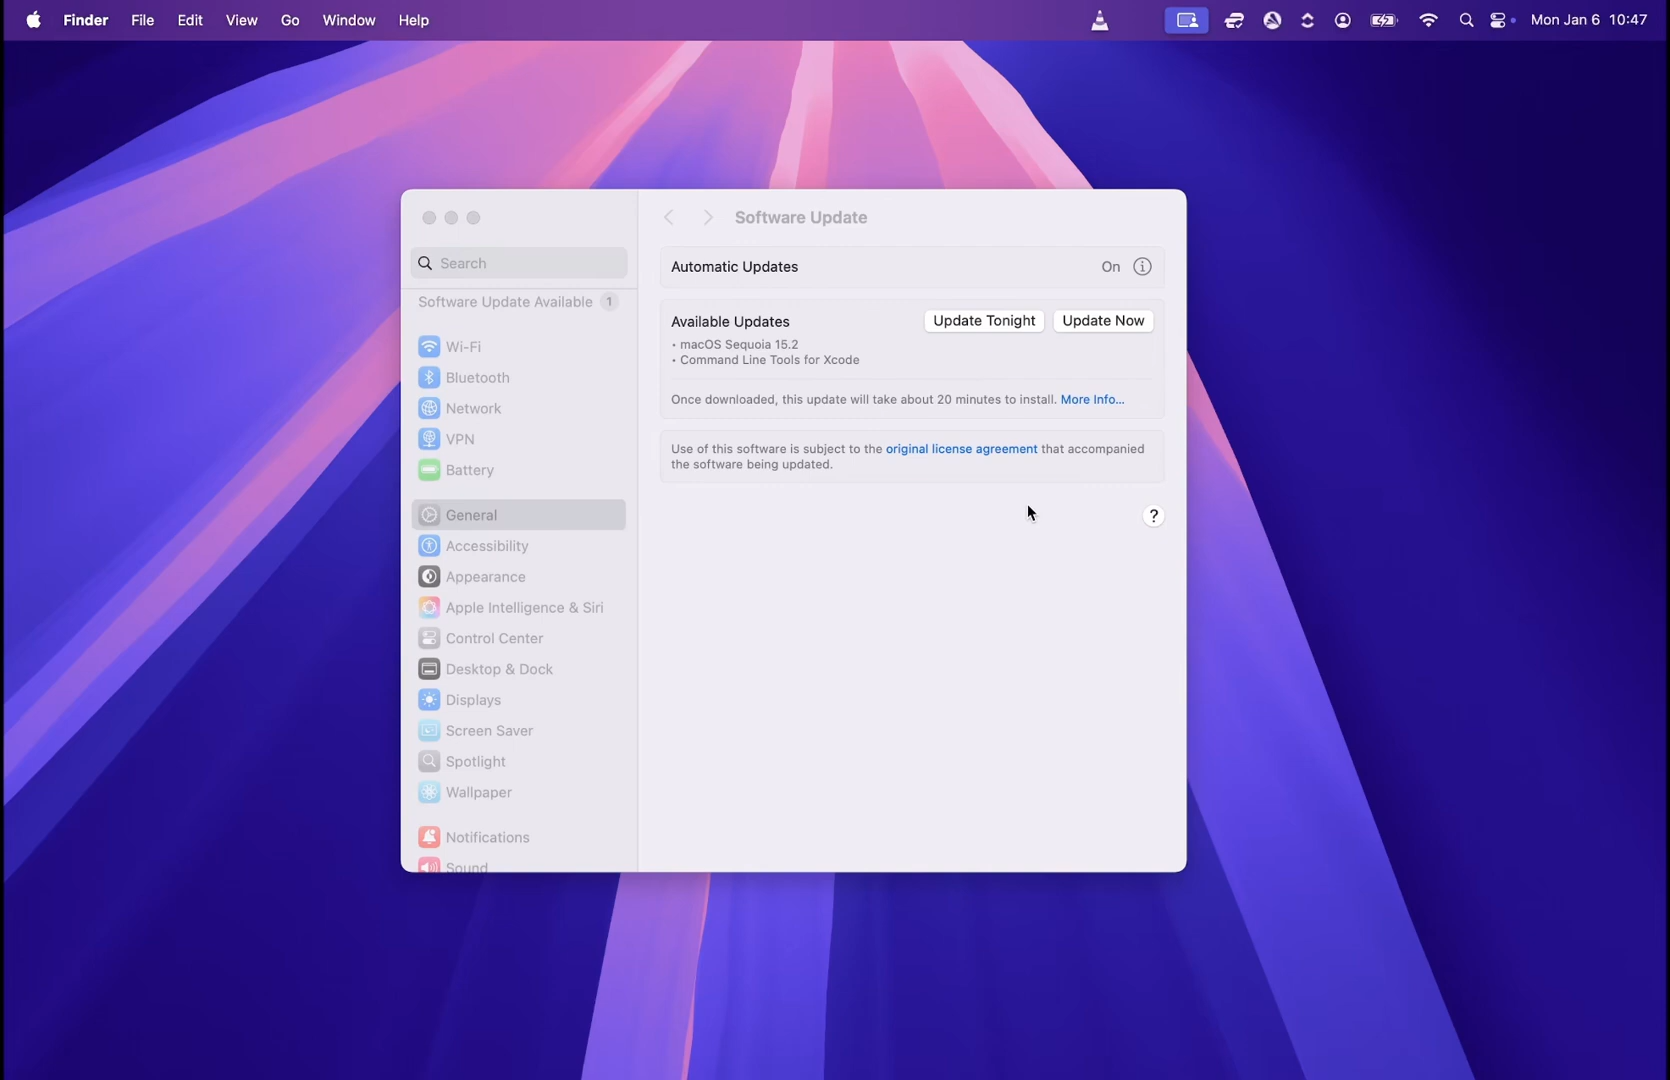 Finder File Edit View Go Window Help Mon Jan 6 10:47
Software Update
Search
Software Update Available 1
Wi-Fi
Bluetooth
Network
VPN
Battery
General
Accessibility
Appearance
Apple Intelligence & Siri
Control Center
Desktop & Dock
Displays
Screen Saver
Spotlight
Wallpaper
Notifications
Sound
Automatic Updates On
Available Updates Update Tonight Update Now
• macOS Sequoia 15.2
• Command Line Tools for Xcode
Once downloaded, this update will take about 20 minutes to install. More Info...
Use of this software is subject to the original license agreement that accompanied
the software being updated.
?